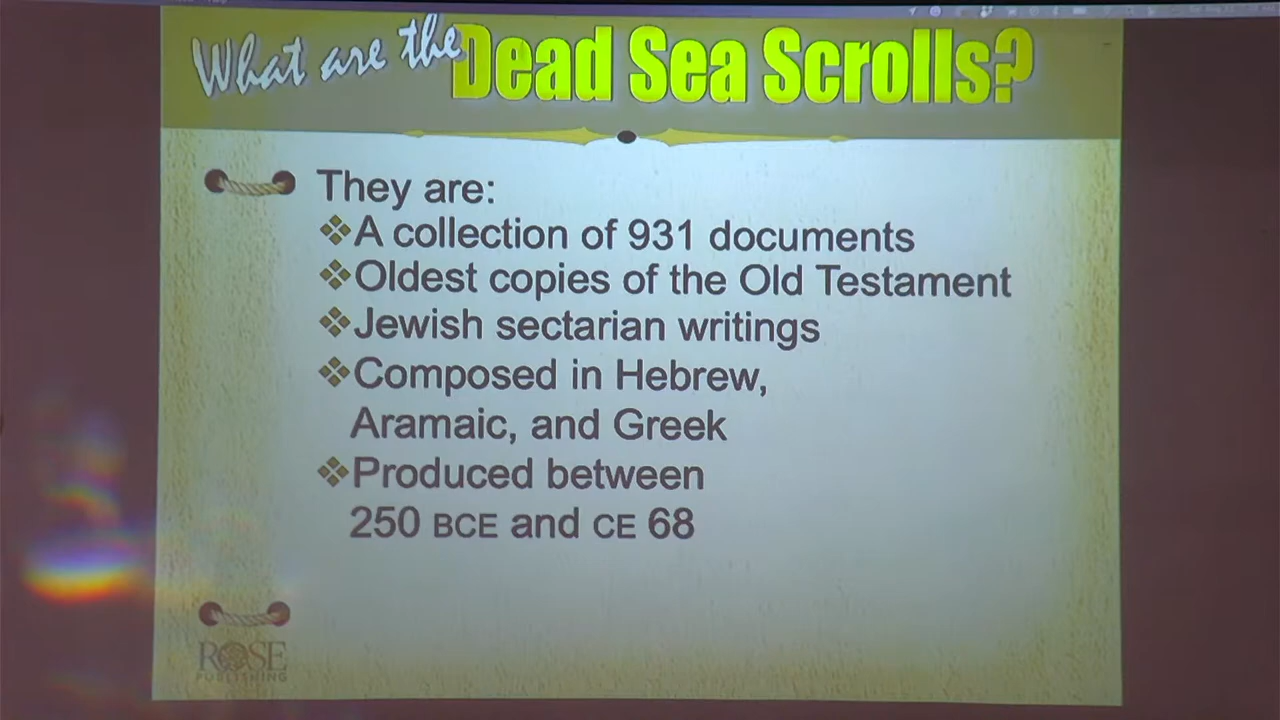 What are the Dead Sea Scrolls?
They are:
❖A collection of 931 documents
❖Oldest copies of the Old Testament
❖Jewish sectarian writings
❖Composed in Hebrew,
Aramaic, and Greek
❖Produced between
250 BCE and CE 68
ROSE
PUBLISHING